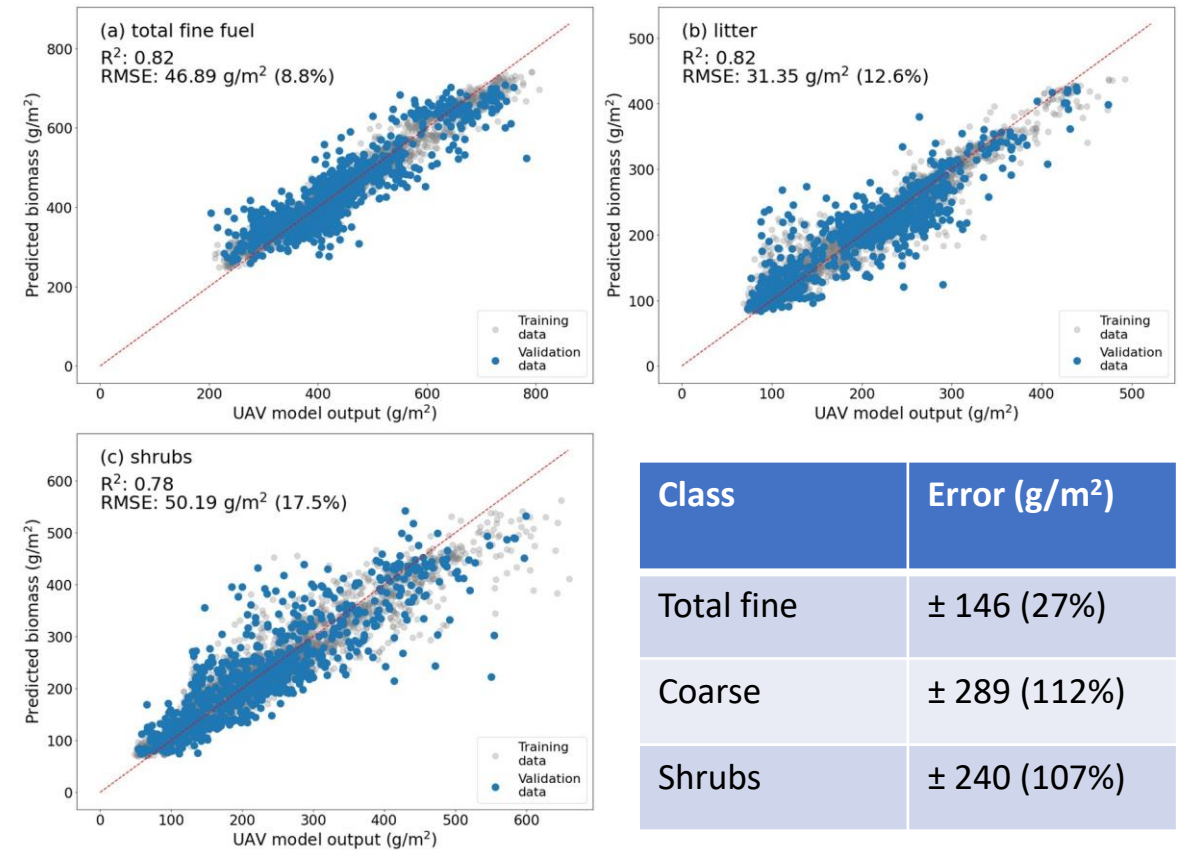 (a) total fine fuel
R²: 0.82
RMSE: 46.89 g/m² (8.8%)
Predicted biomass (g/m²)
800
600
400
200
0
0 200 400 600 800
UAV model output (g/m²)
Training
data
Validation
data
(b) litter
R²: 0.82
RMSE: 31.35 g/m² (12.6%)
Predicted biomass (g/m²)
500
400
300
200
100
0
0 100 200 300 400 500
UAV model output (g/m²)
Training
data
Validation
data
(c) shrubs
R²: 0.78
RMSE: 50.19 g/m² (17.5%)
Predicted biomass (g/m²)
600
500
400
300
200
100
0
0 100 200 300 400 500 600
UAV model output (g/m²)
Training
data
Validation
data
Class Error (g/m²)
Total fine ± 146 (27%)
Coarse ± 289 (112%)
Shrubs ± 240 (107%)